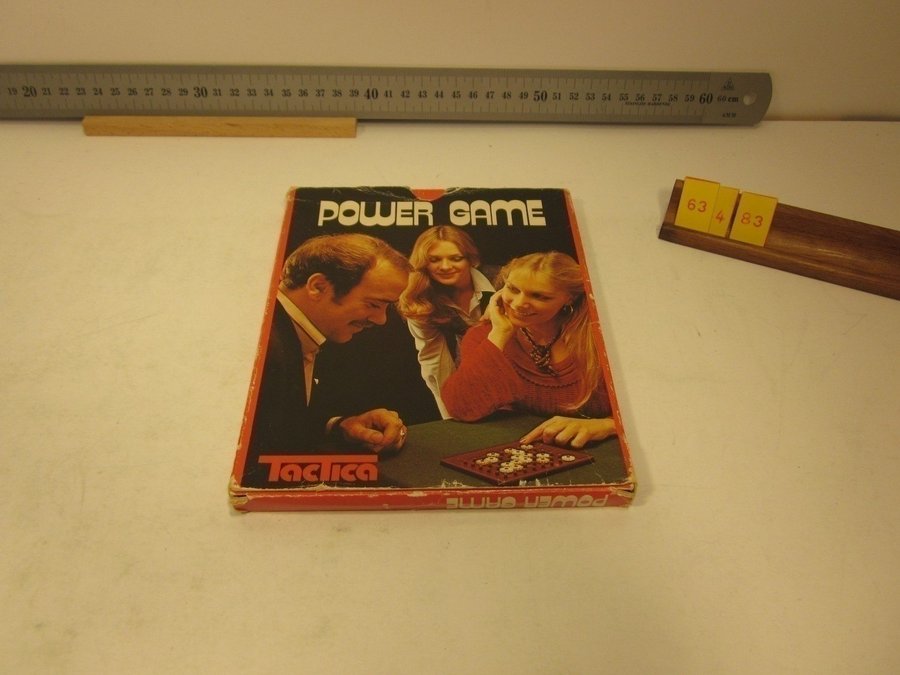 19 20 21 22 23 24 25 26 27 28 29 30 31 32 33 34 35 36 37 38 39 40 41 42 43 44 45 46 47 48 49 50 51 52 53 54 55 56 57 58 59 60 60 cm
63 4 83
POWER GAME
TACTICA
POWER GAME